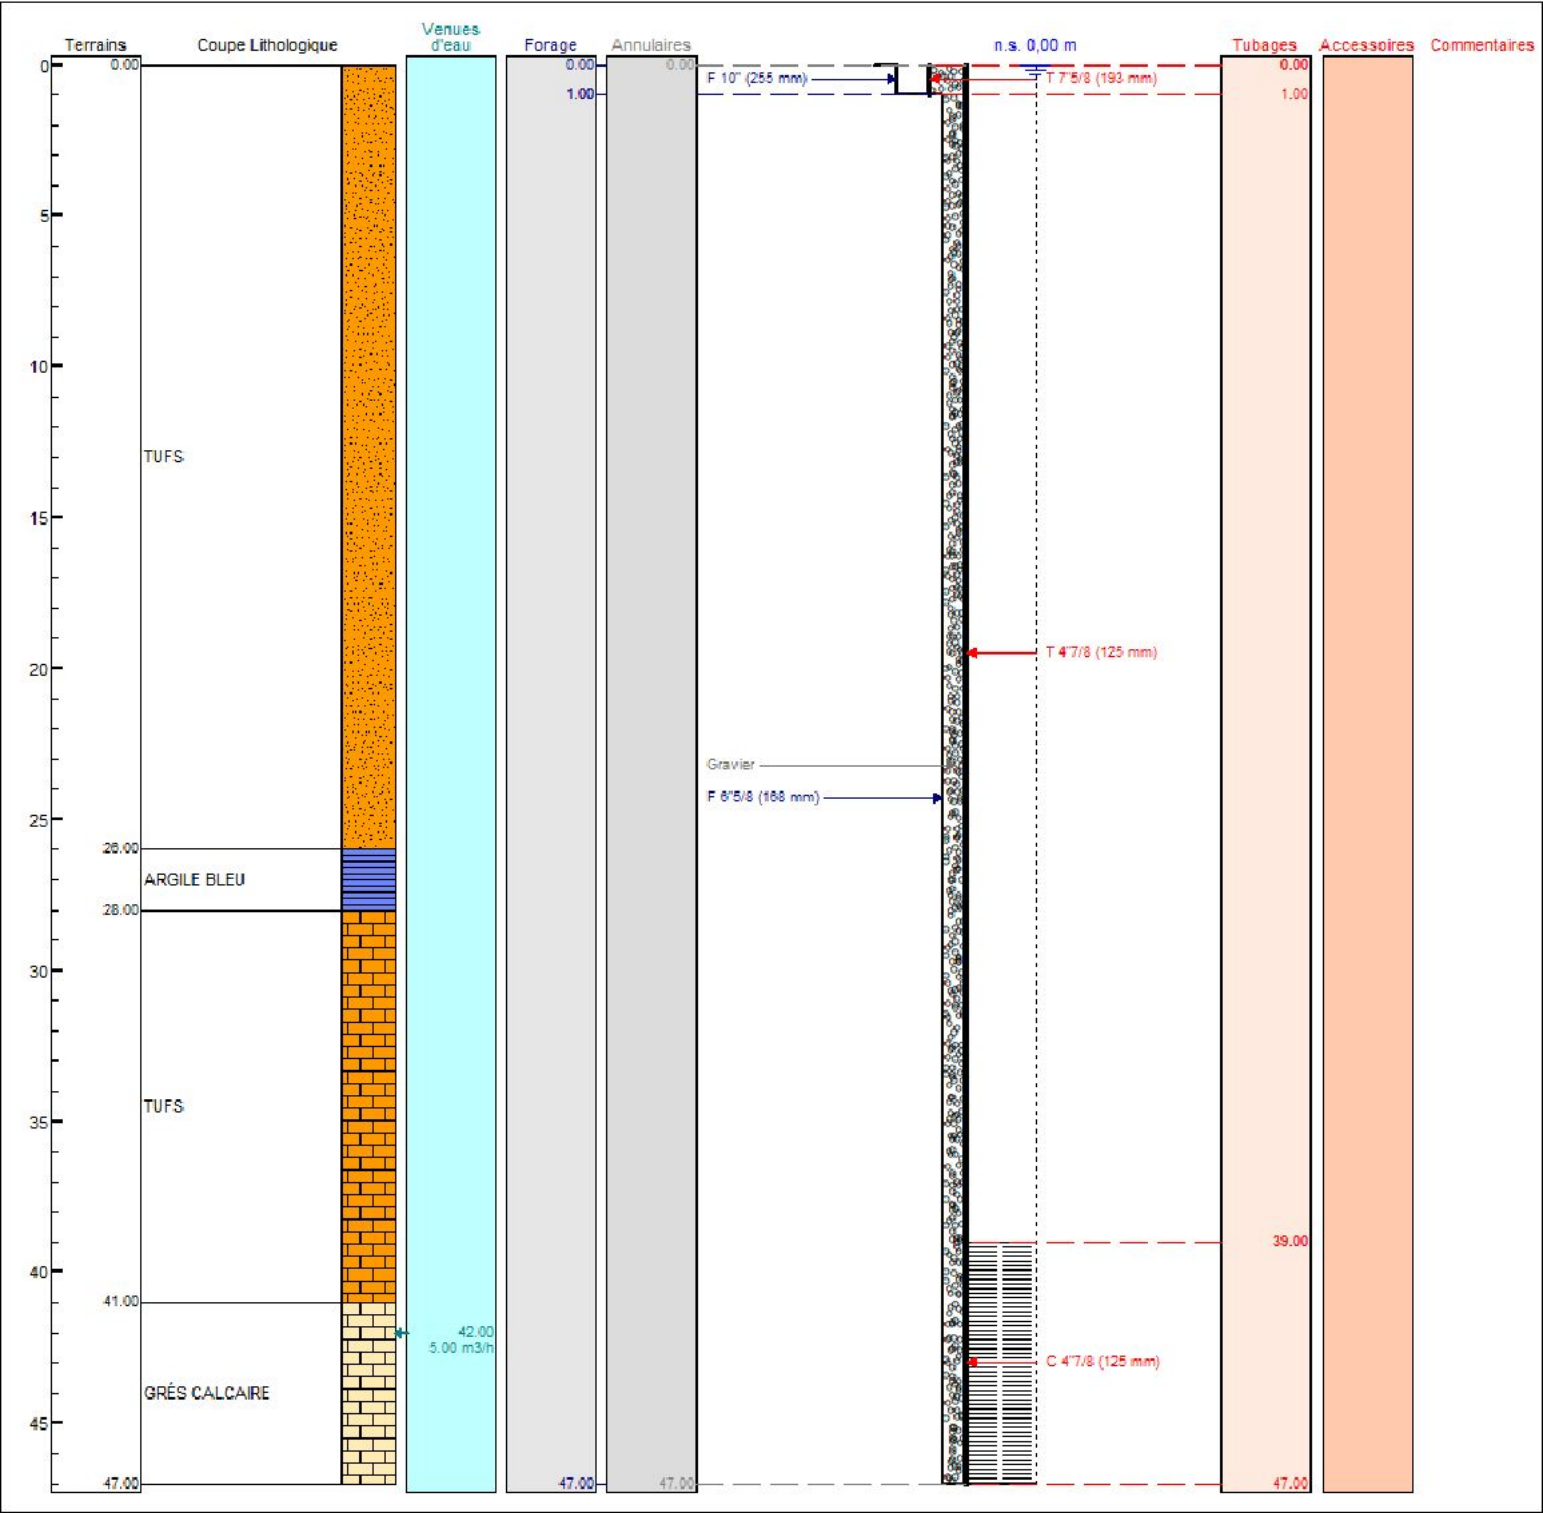 Terrains Coupe Lithologique Venues d'eau Forage Annulaires n.s. 0,00 m Tubages Accessoires Commentaires
0 0.00 0.00 0.00 0.00
F 10" (255 mm) T 7"5/8 (193 mm)
1.00 1.00
5
10
TUFS
15
T 4"7/8 (125 mm)
20
Gravier
F 6"5/8 (168 mm)
25
26.00
ARGILE BLEU
28.00
30
TUFS
35
39.00
40
41.00
42.00
5.00 m3/h
C 4"7/8 (125 mm)
GRÉS CALCAIRE
45
47.00 47.00 47.00 47.00